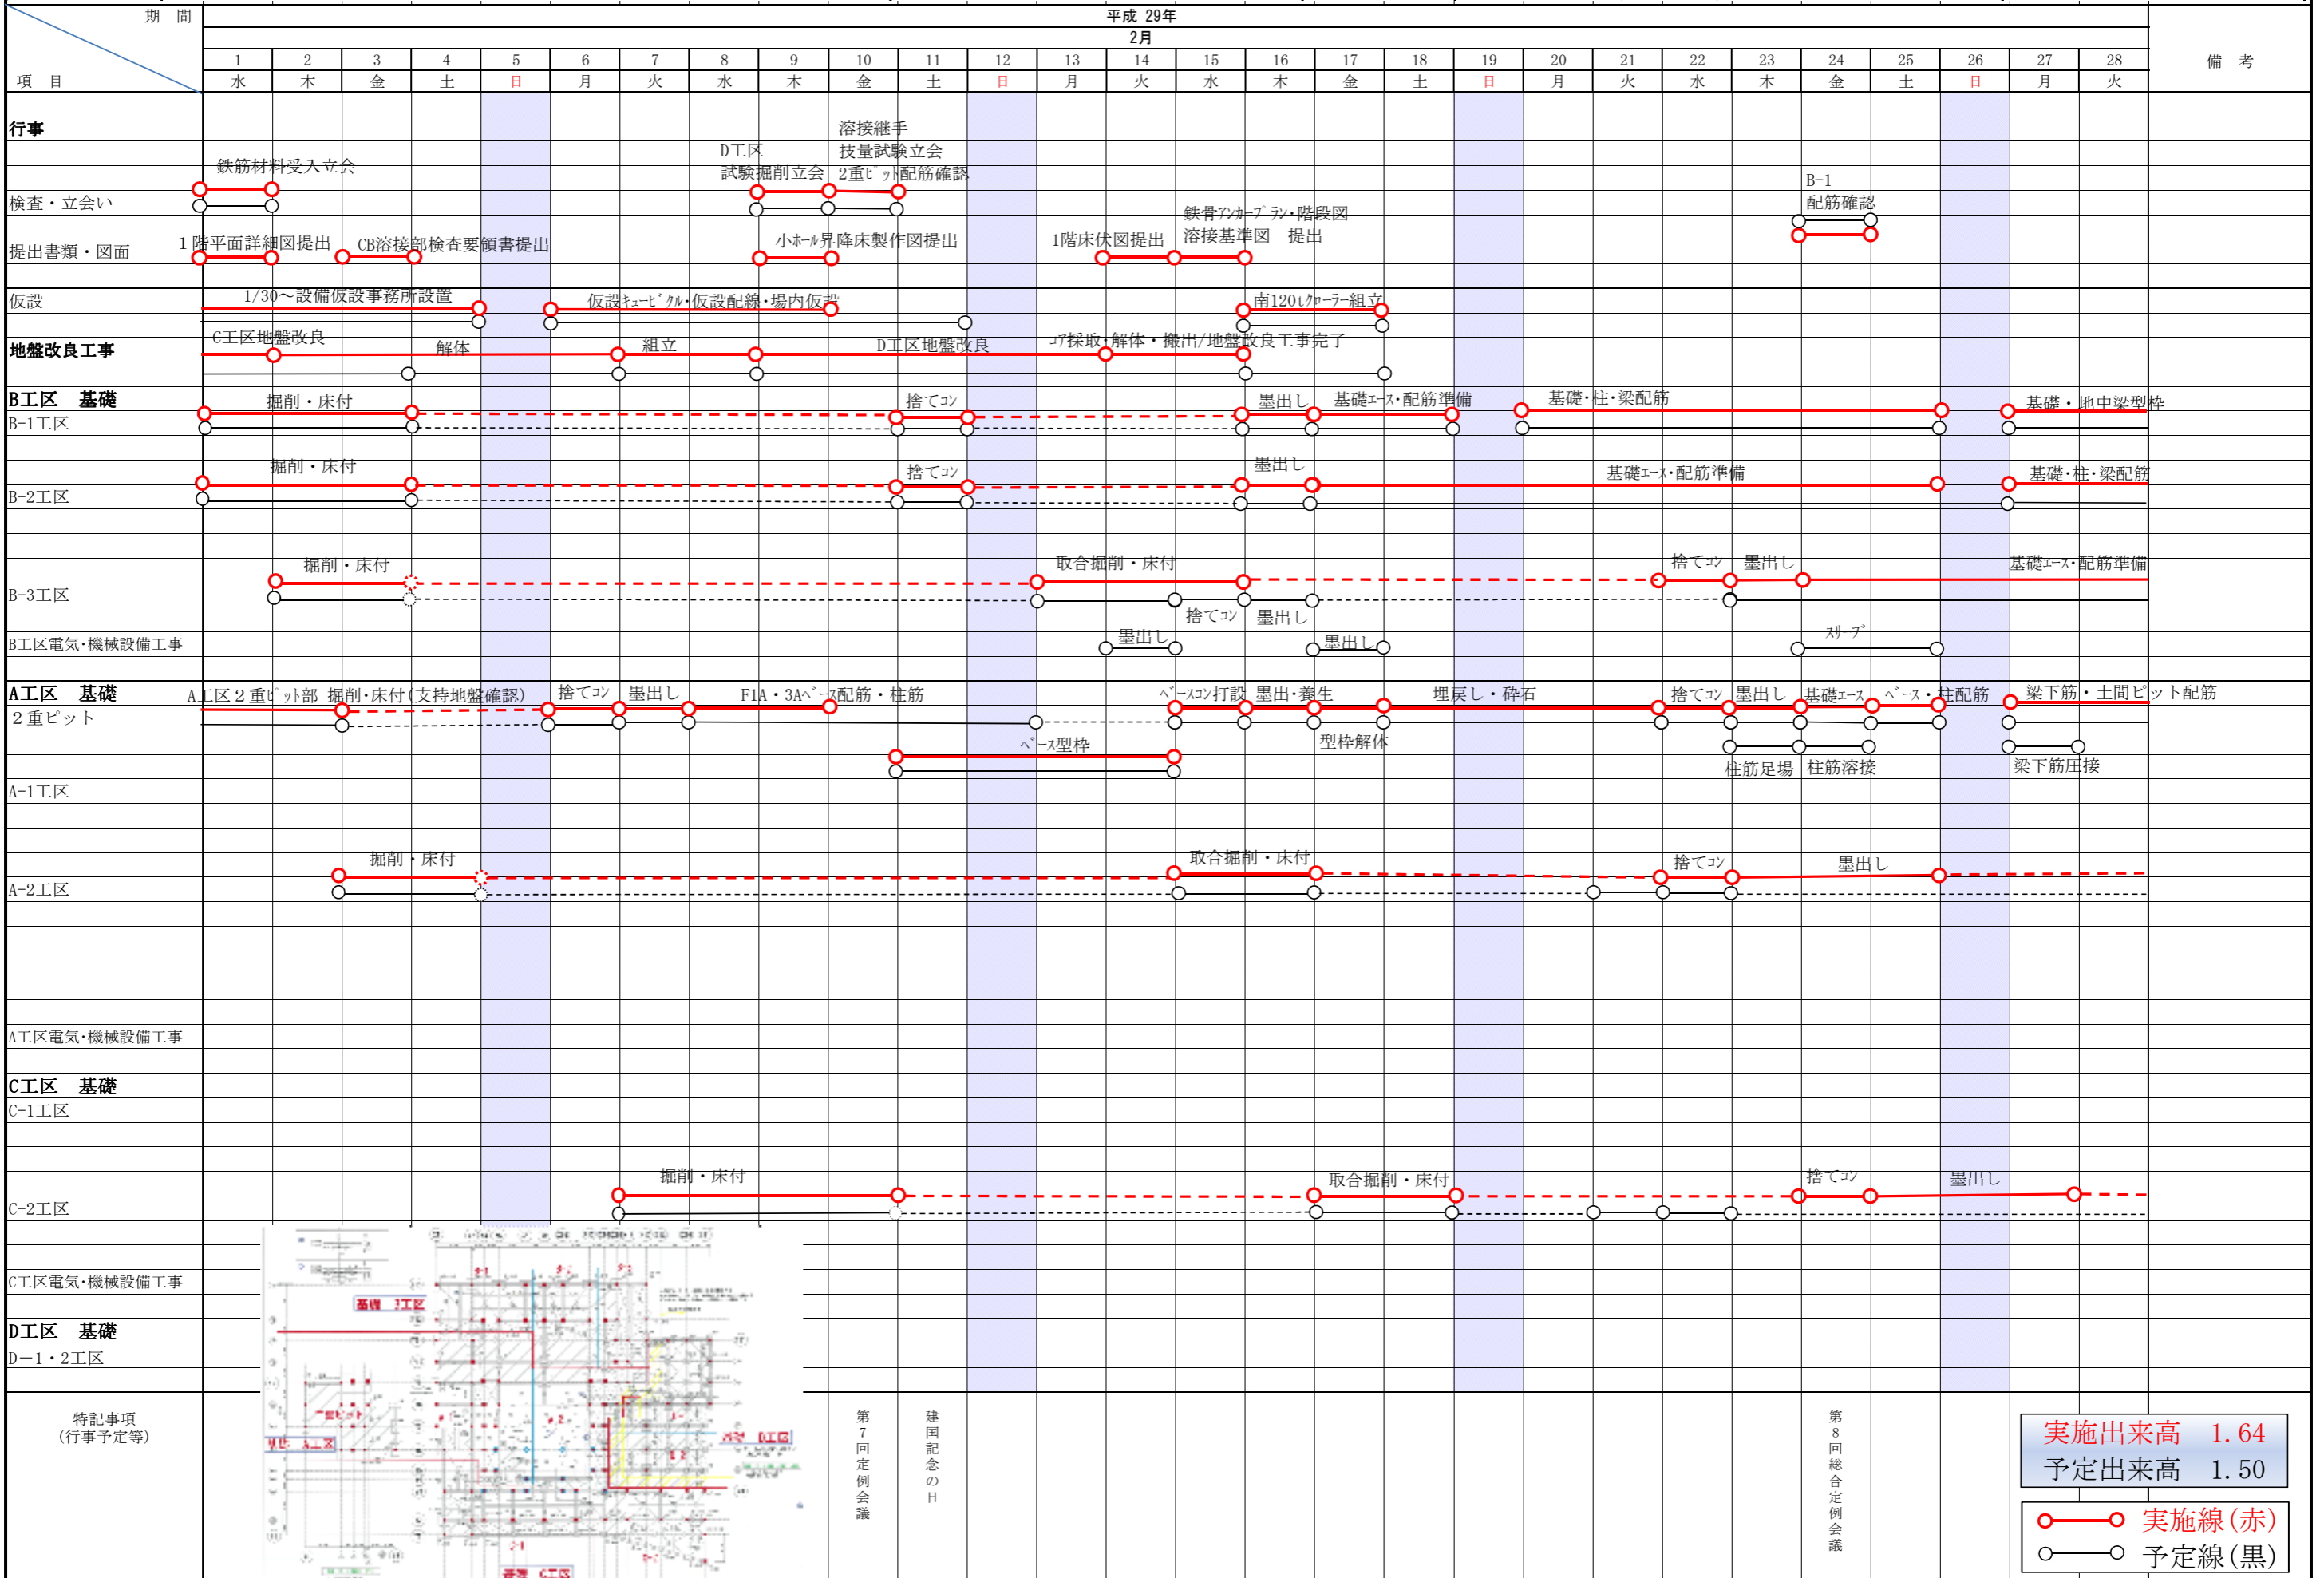 期 間
平成 29年
2月
1 2 3 4 5 6 7 8 9 10 11 12 13 14 15 16 17 18 19 20 21 22 23 24 25 26 27 28
備 考
項 目
水 木 金 土 日 月 火 水 木 金 土 日 月 火 水 木 金 土 日 月 火 水 木 金 土 日 月 火
行事
溶接継手
D工区 技量試験立会
鉄筋材料受入立会 試験掘削立会 2重ﾋﾟｯﾄ配筋確認
B-1
検査・立会い
配筋確認
鉄骨ｱﾝｶｰﾌﾟﾗﾝ・階段図
提出書類・図面
１階平面詳細図提出 CB溶接部検査要領書提出 小ﾎｰﾙ昇降床製作図提出 1階床伏図提出 溶接基準図 提出
仮設
1/30～設備仮設事務所設置 仮設ｷｭｰﾋﾞｸﾙ・仮設配線・場内仮設 南120tｸﾛｰﾗｰ組立
地盤改良工事
C工区地盤改良 解体 組立 D工区地盤改良 ｺｱ採取・解体・搬出/地盤改良工事完了
B工区 基礎
掘削・床付 捨てｺﾝ 墨出し 基礎ｴｰｽ・配筋準備 基礎・柱・梁配筋 基礎・地中梁型枠
B-1工区
掘削・床付 捨てｺﾝ 墨出し 基礎ｴｰｽ・配筋準備 基礎・柱・梁配筋
B-2工区
掘削・床付 取合掘削・床付 捨てｺﾝ 墨出し 基礎ｴｰｽ・配筋準備
B-3工区
捨てｺﾝ 墨出し
B工区電気・機械設備工事
墨出し 墨出し ｽﾘｰﾌﾞ
A工区 基礎
A工区２重ﾋﾟｯﾄ部 掘削・床付(支持地盤確認) 捨てｺﾝ 墨出し F1A・3Aﾍﾞｰｽ配筋・柱筋 ﾍﾞｰｽｺﾝ打設 墨出・養生 埋戻し・砕石 捨てｺﾝ 墨出し 基礎ｴｰｽ ﾍﾞｰｽ・柱配筋 梁下筋・土間ピット配筋
２重ピット
ﾍﾞｰｽ型枠 型枠解体
柱筋足場 柱筋溶接 梁下筋圧接
A-1工区
掘削・床付 取合掘削・床付 捨てｺﾝ 墨出し
A-2工区
A工区電気・機械設備工事
C工区 基礎
C-1工区
掘削・床付 取合掘削・床付 捨てｺﾝ 墨出し
C-2工区
C工区電気・機械設備工事
D工区 基礎
D－1・2工区
特記事項
(行事予定等)
第7回定例会議
建国記念の日
第8回総合定例会議
実施出来高 1.64
予定出来高 1.50
実施線(赤)
予定線(黒)